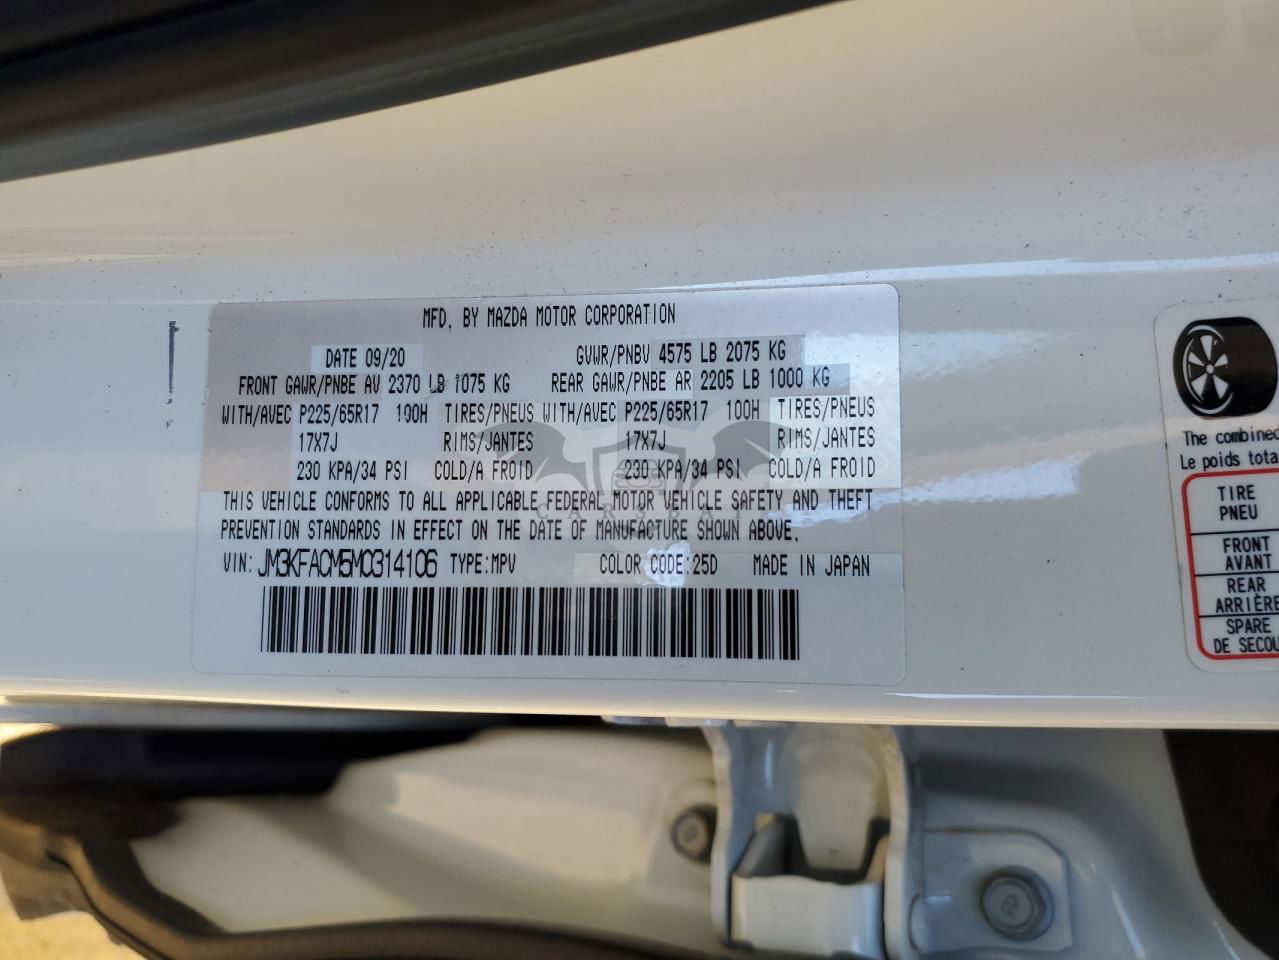 MFD. BY MAZDA MOTOR CORPORATION
DATE 09/20 GVWR/PNBV 4575 LB 2075 KG
FRONT GAWR/PNBE AV 2370 LB 1075 KG REAR GAWR/PNBE AR 2205 LB 1000 KG
WITH/AVEC P225/65R17 100H TIRES/PNEUS WITH/AVEC P225/65R17 100H TIRES/PNEUS
17X7J RIMS/JANTES 17X7J RIMS/JANTES
230 KPA/34 PSI COLD/A FROID 230 KPA/34 PSI COLD/A FROID
THIS VEHICLE CONFORMS TO ALL APPLICABLE FEDERAL MOTOR VEHICLE SAFETY AND THEFT
PREVENTION STANDARDS IN EFFECT ON THE DATE OF MANUFACTURE SHOWN ABOVE.
VIN: JM3KFACM5M0314106 TYPE:MPV COLOR CODE:25D MADE IN JAPAN
The combined
Le poids tota
TIRE
PNEU
FRONT
AVANT
REAR
ARRIÈRE
SPARE
DE SECOU